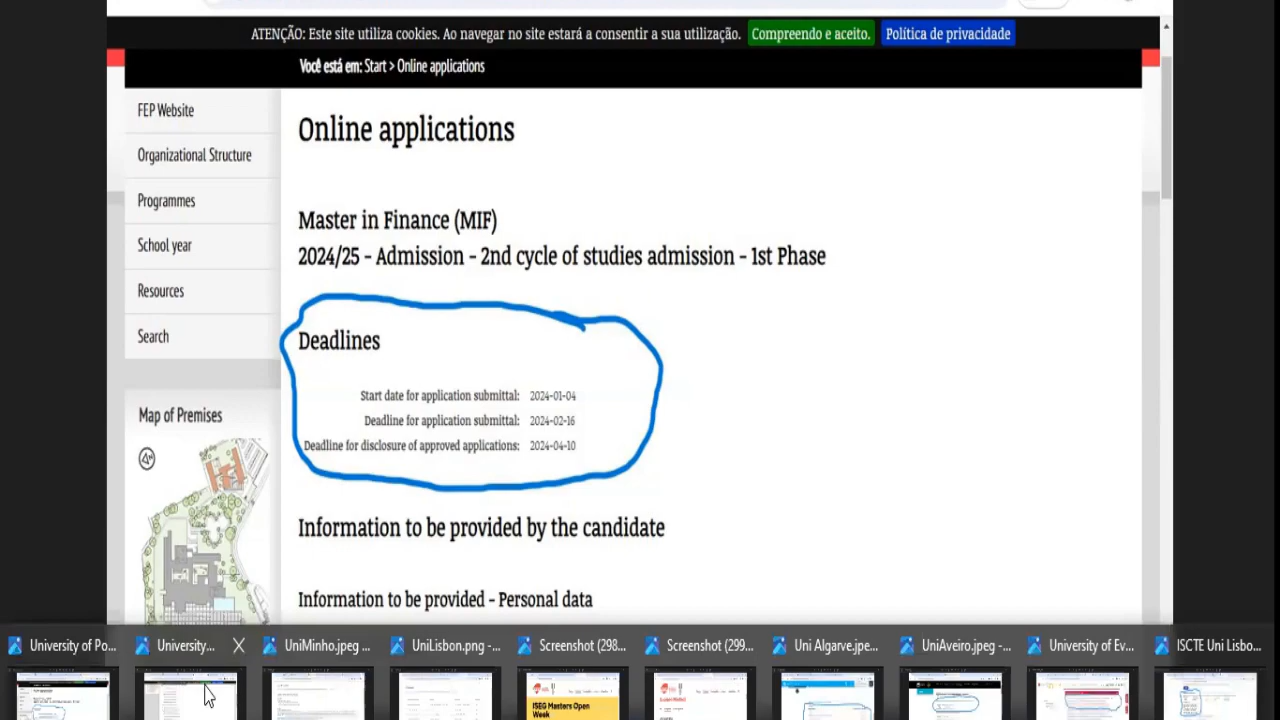 ATENÇÃO: Este site utiliza cookies. Ao navegar no site estará a consentir a sua utilização. Compreendo e aceito. Política de privacidade
Você está em: Start > Online applications
FEP Website
Organizational Structure
Programmes
School year
Resources
Search
Map of Premises
Online applications
Master in Finance (MIF)
2024/25 - Admission - 2nd cycle of studies admission - 1st Phase
Deadlines
Start date for application submittal: 2024-01-04
Deadline for application submittal: 2024-02-16
Deadline for disclosure of approved applications: 2024-04-10
Information to be provided by the candidate
Information to be provided - Personal data
University of Po... University... UniMinho.jpeg ... UniLisbon.png -... Screenshot (298... Screenshot (299... Uni Algarve.jpe... UniAveiro.jpeg -... University of Ev... ISCTE Uni Lisbo...
ISEG Masters Open
Week